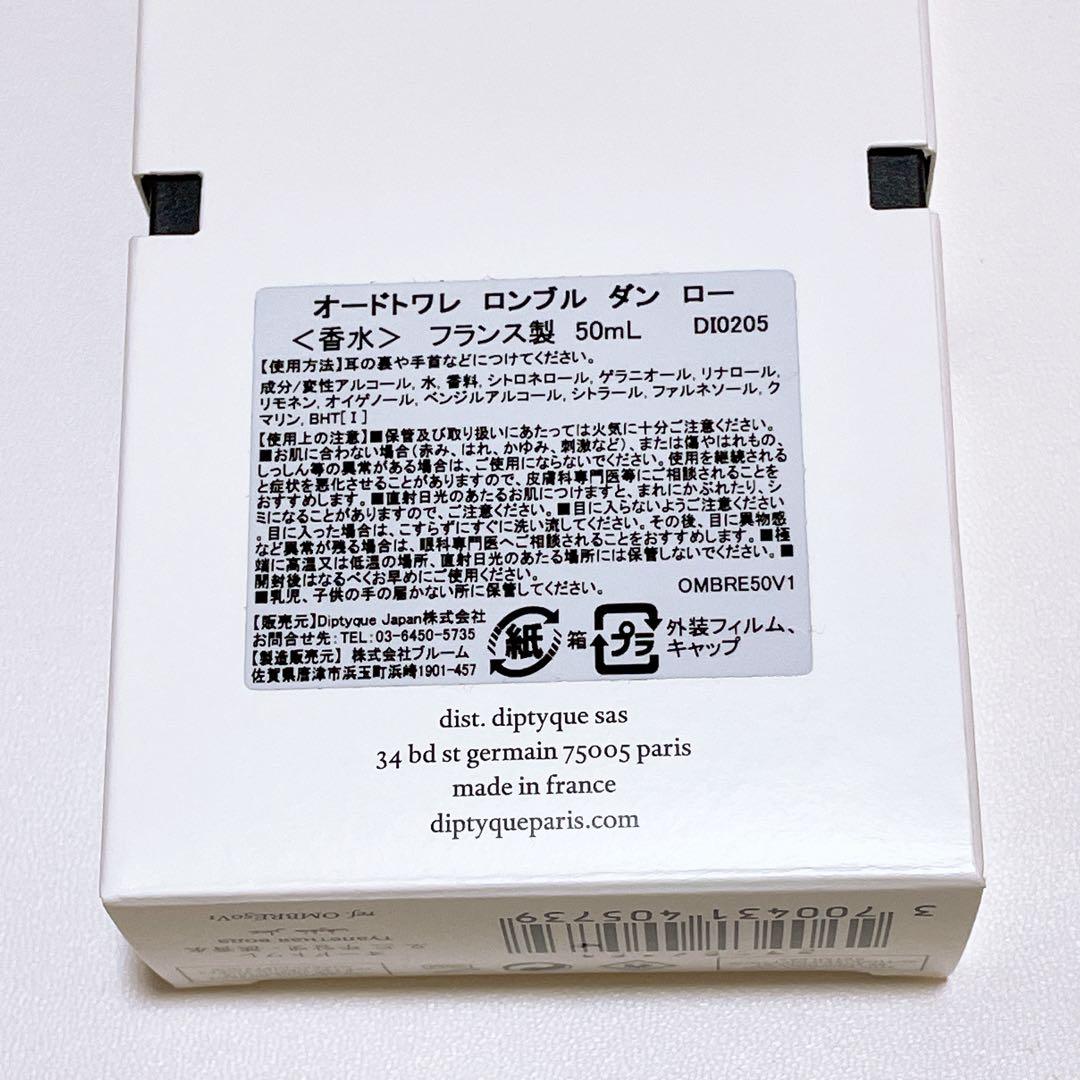 オードトワレ ロンブル ダン ロー
＜香水＞ フランス製 50mL DI0205
【使用方法】耳の裏や手首などにつけてください。
成分/変性アルコール, 水, 香料, シトロネロール, ゲラニオール, リナロール,
リモネン, オイゲノール, ベンジルアルコール, シトラール, ファルネソール, ク
マリン, BHT[Ⅰ]
【使用上の注意】■保管及び取り扱いにあたっては火気に十分ご注意ください。
■お肌に合わない場合(赤み、はれ、かゆみ、刺激など)、または傷やはれもの、
しっしん等の異常がある場合は、ご使用にならないでください。使用を継続される
と症状を悪化させることがありますので、皮膚科専門医等にご相談されることを
おすすめします。■直射日光のあたるお肌につけますと、まれにかぶれたり、シ
ミになることがありますので、ご注意ください。■目に入らないようご注意ください
。目に入った場合は、こすらずにすぐに洗い流してください。その後、目に異物感
など異常が残る場合は、眼科専門医へご相談されることをおすすめします。■極
端に高温又は低温の場所、直射日光のあたる場所には保管しないでください。■
開封後はなるべくお早めにご使用ください。
■乳児、子供の手の届かない所に保管してください。 OMBRE50V1
【販売元】Diptyque Japan株式会社
お問合せ先：TEL:03-6450-5735
【製造販売元】 株式会社ブルーム
佐賀県唐津市浜玉町浜崎1901-457
紙 箱 プラ 外装フィルム、
キャップ
dist. diptyque sas
34 bd st germain 75005 paris
made in france
diptyqueparis.com
3 700431 405739
ref. OMBRE50V1
туалетная вода
オードトワレ